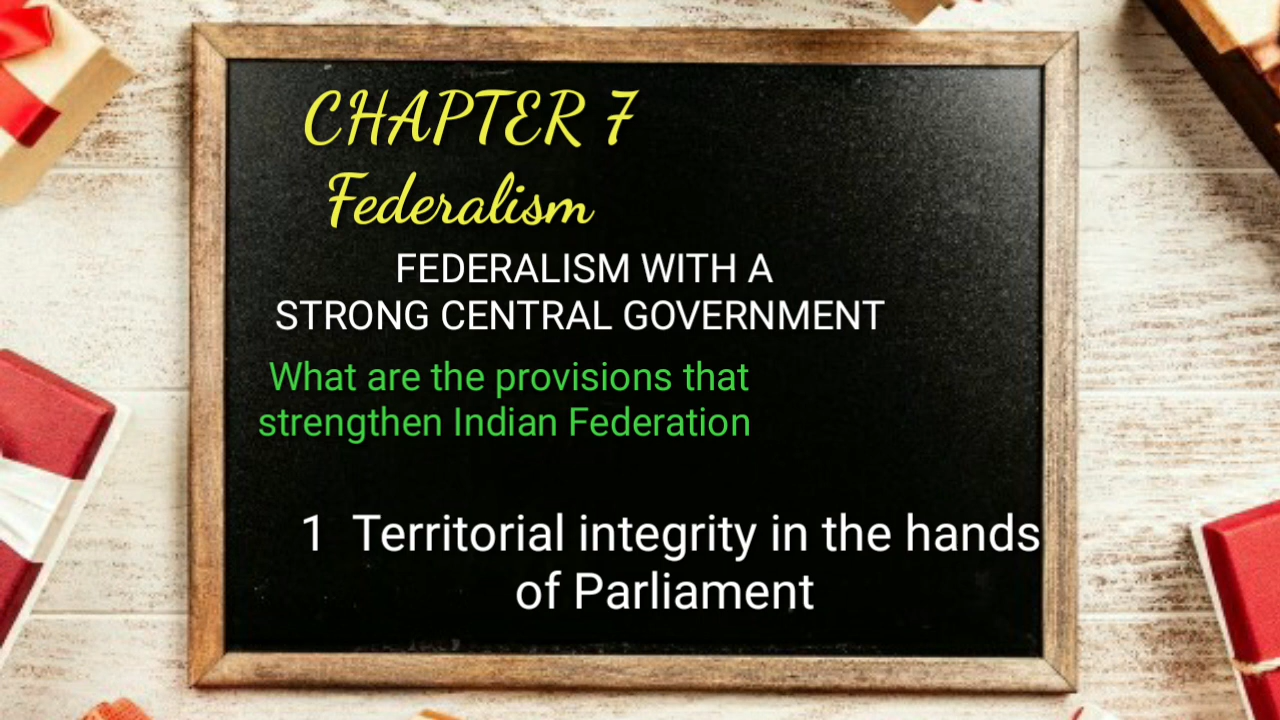 CHAPTER 7
Federalism
FEDERALISM WITH A
STRONG CENTRAL GOVERNMENT
What are the provisions that
strengthen Indian Federation
1 Territorial integrity in the hands
of Parliament